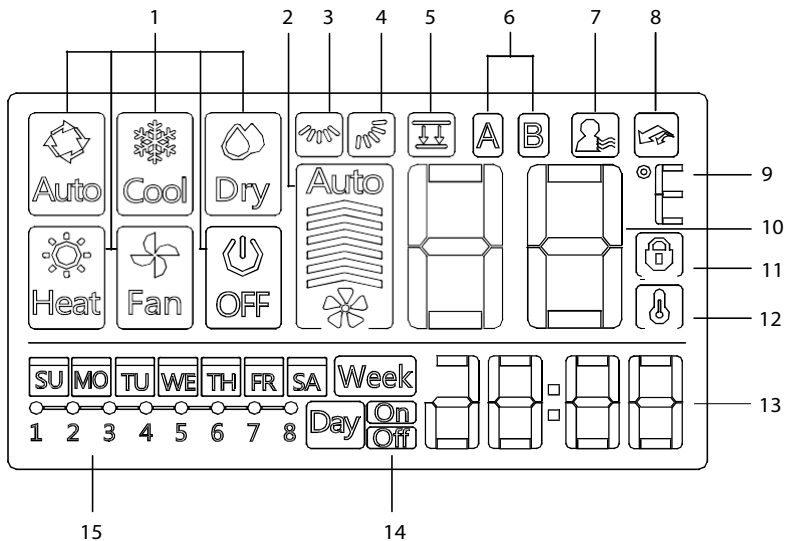 1 2 3 4 5 6 7 8
Auto Cool Dry Auto A B
9
10
Heat Fan OFF
11
12
SU MO TU WE TH FR SA Week
1 2 3 4 5 6 7 8 Day On
Off
13
15 14